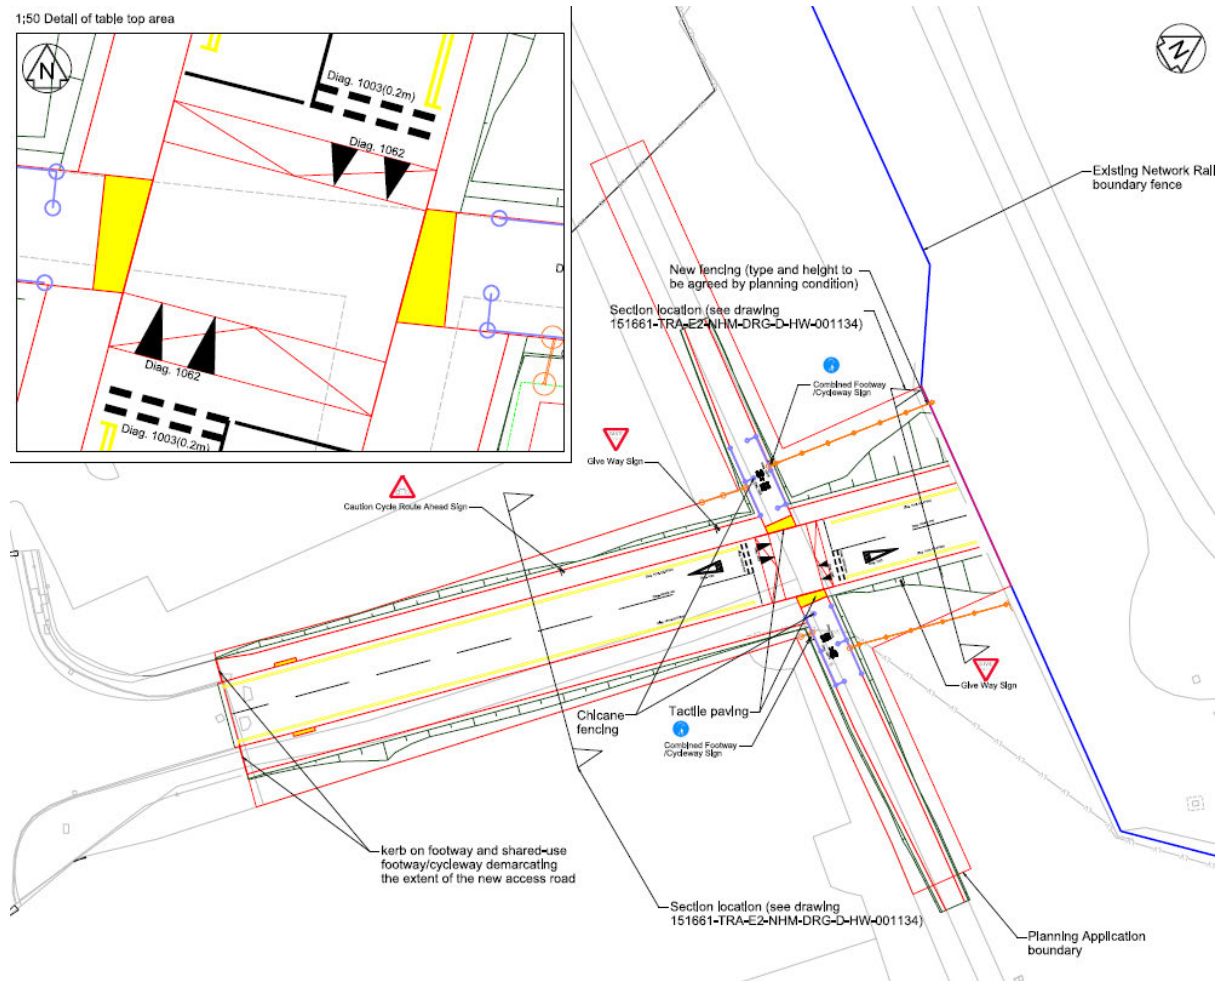 1:50 Detail of table top area
N
Diag. 1003(0.2m)
Diag. 1062
Diag. 1062
Diag. 1003(0.2m)
D
N
Existing Network Rail
boundary fence
New fencing (type and height to
be agreed by planning condition)
Section location (see drawing
151661-TRA-E2-NHM-DRG-D-HW-001134)
Combined Footway
/Cycleway Sign
Give Way Sign
Caution Cycle Route Ahead Sign
Give Way Sign
Chicane
fencing
Tactile paving
Combined Footway
/Cycleway Sign
kerb on footway and shared-use
footway/cycleway demarcating
the extent of the new access road
Section location (see drawing
151661-TRA-E2-NHM-DRG-D-HW-001134)
Planning Application
boundary